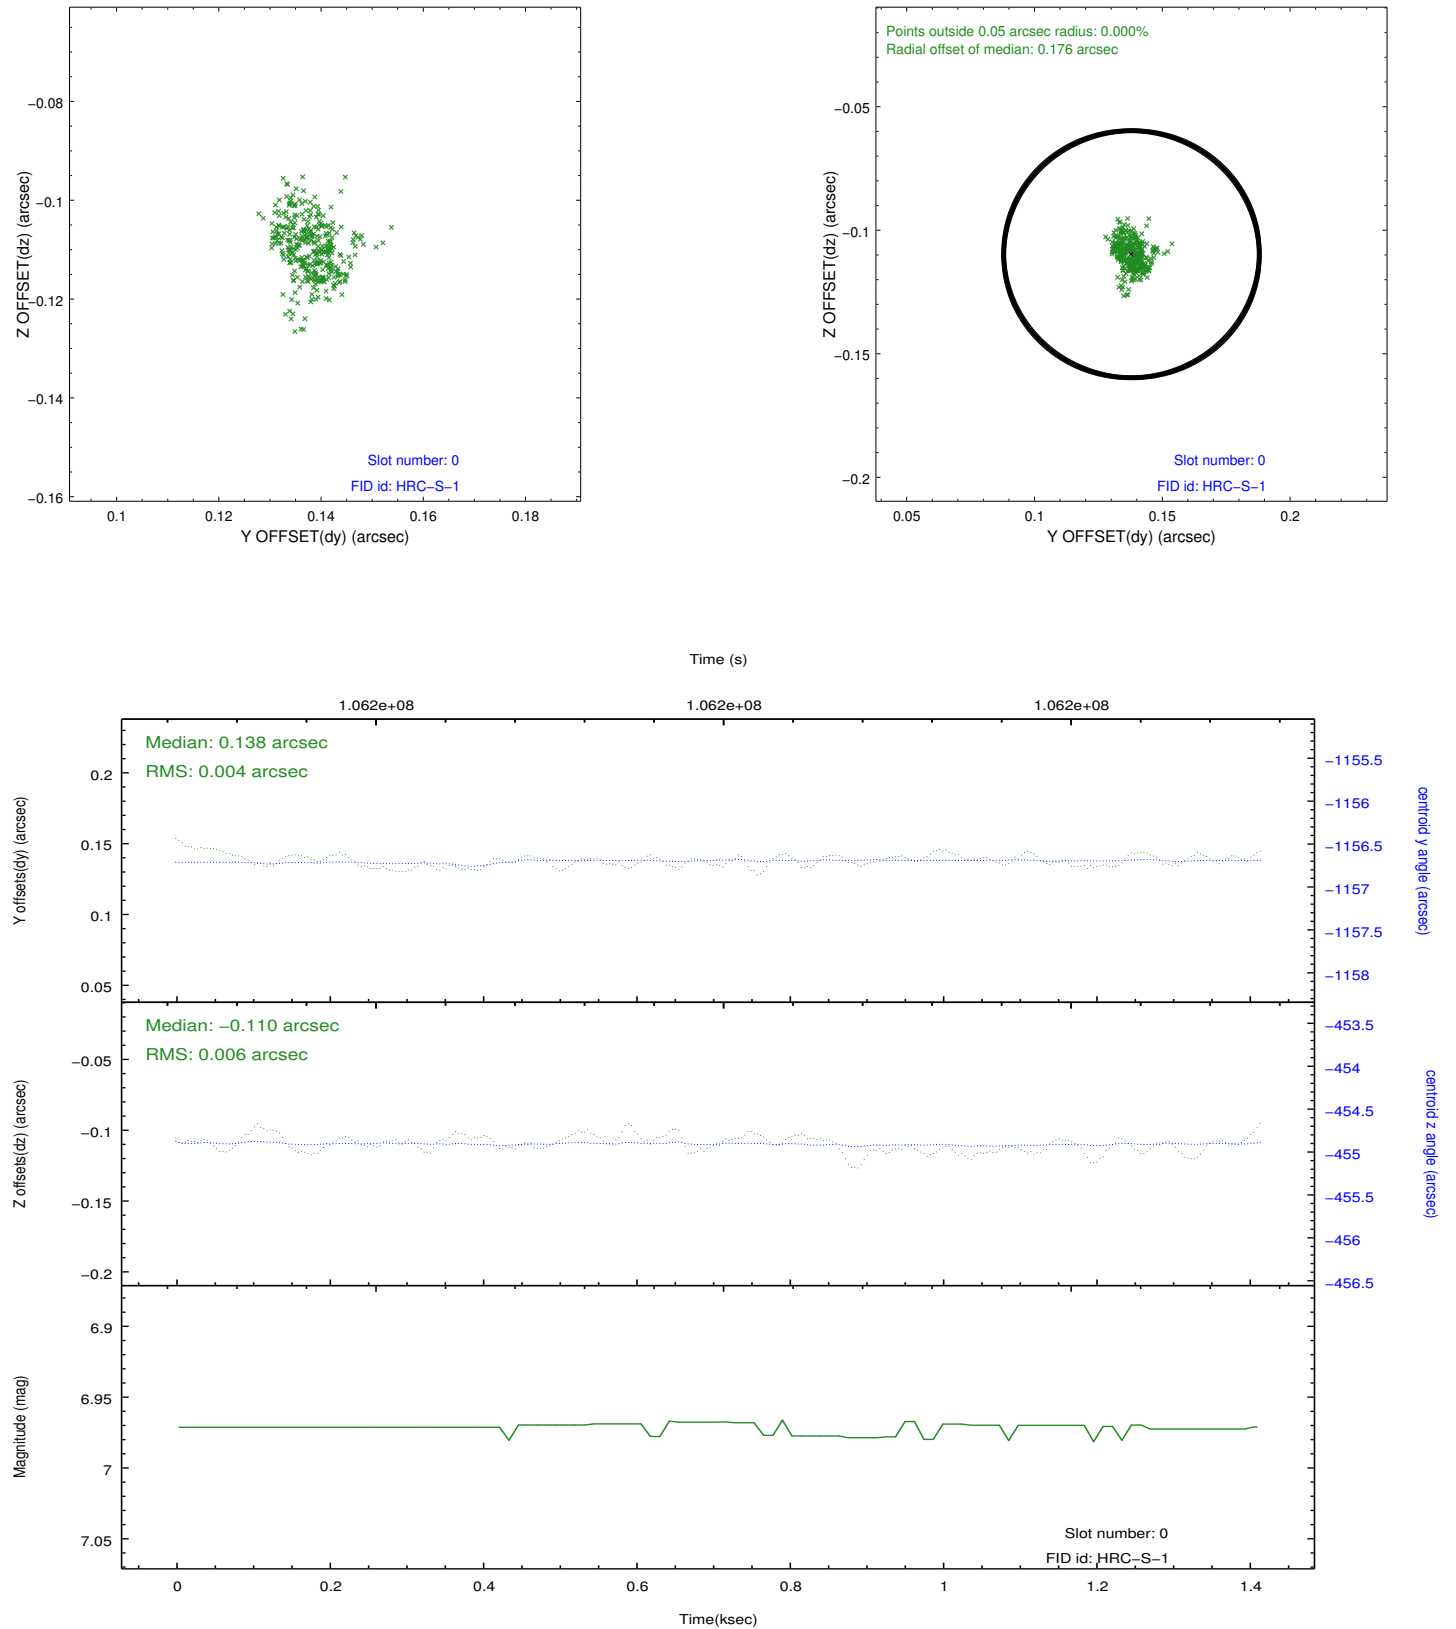 −0.08
−0.1
−0.12
−0.14
−0.16
Z OFFSET(dz) (arcsec)
0.1 0.12 0.14 0.16 0.18
Y OFFSET(dy) (arcsec)
Slot number: 0
FID id: HRC−S−1
Points outside 0.05 arcsec radius: 0.000%
Radial offset of median: 0.176 arcsec
−0.05
−0.1
−0.15
−0.2
Z OFFSET(dz) (arcsec)
0.05 0.1 0.15 0.2
Y OFFSET(dy) (arcsec)
Slot number: 0
FID id: HRC−S−1
Time (s)
1.062e+08 1.062e+08 1.062e+08
Median: 0.138 arcsec
RMS: 0.004 arcsec
0.2
0.15
0.1
0.05
Y offsets(dy) (arcsec)
−1155.5
−1156
−1156.5
−1157
−1157.5
−1158
centroid y angle (arcsec)
Median: −0.110 arcsec
RMS: 0.006 arcsec
−0.05
−0.1
−0.15
−0.2
Z offsets(dz) (arcsec)
−453.5
−454
−454.5
−455
−455.5
−456
−456.5
centroid z angle (arcsec)
6.9
6.95
7
7.05
Magnitude (mag)
Slot number: 0
FID id: HRC−S−1
0 0.2 0.4 0.6 0.8 1 1.2 1.4
Time(ksec)